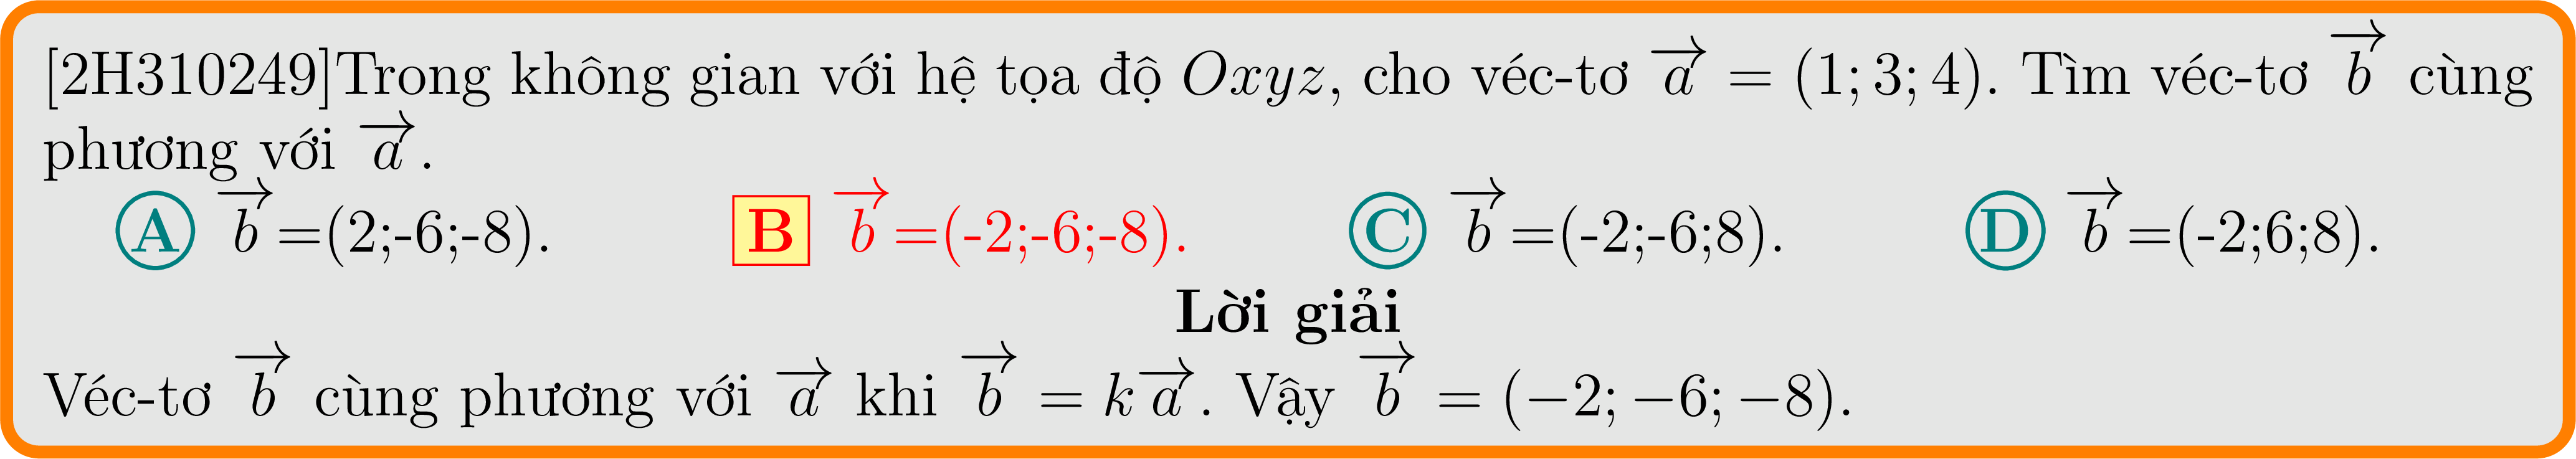 [2H310249]Trong không gian với hệ tọa độ Oxyz, cho véc-tơ $\overrightarrow{a}$ = (1; 3; 4). Tìm véc-tơ $\overrightarrow{b}$ cùng
phương với $\overrightarrow{a}$.
A $\overrightarrow{b}$=(2;-6;-8). B $\overrightarrow{b}$=(-2;-6;-8). C $\overrightarrow{b}$=(-2;-6;8). D $\overrightarrow{b}$=(-2;6;8).
Lời giải
Véc-tơ $\overrightarrow{b}$ cùng phương với $\overrightarrow{a}$ khi $\overrightarrow{b}$ = k$\overrightarrow{a}$. Vậy $\overrightarrow{b}$ = (−2; −6; −8).